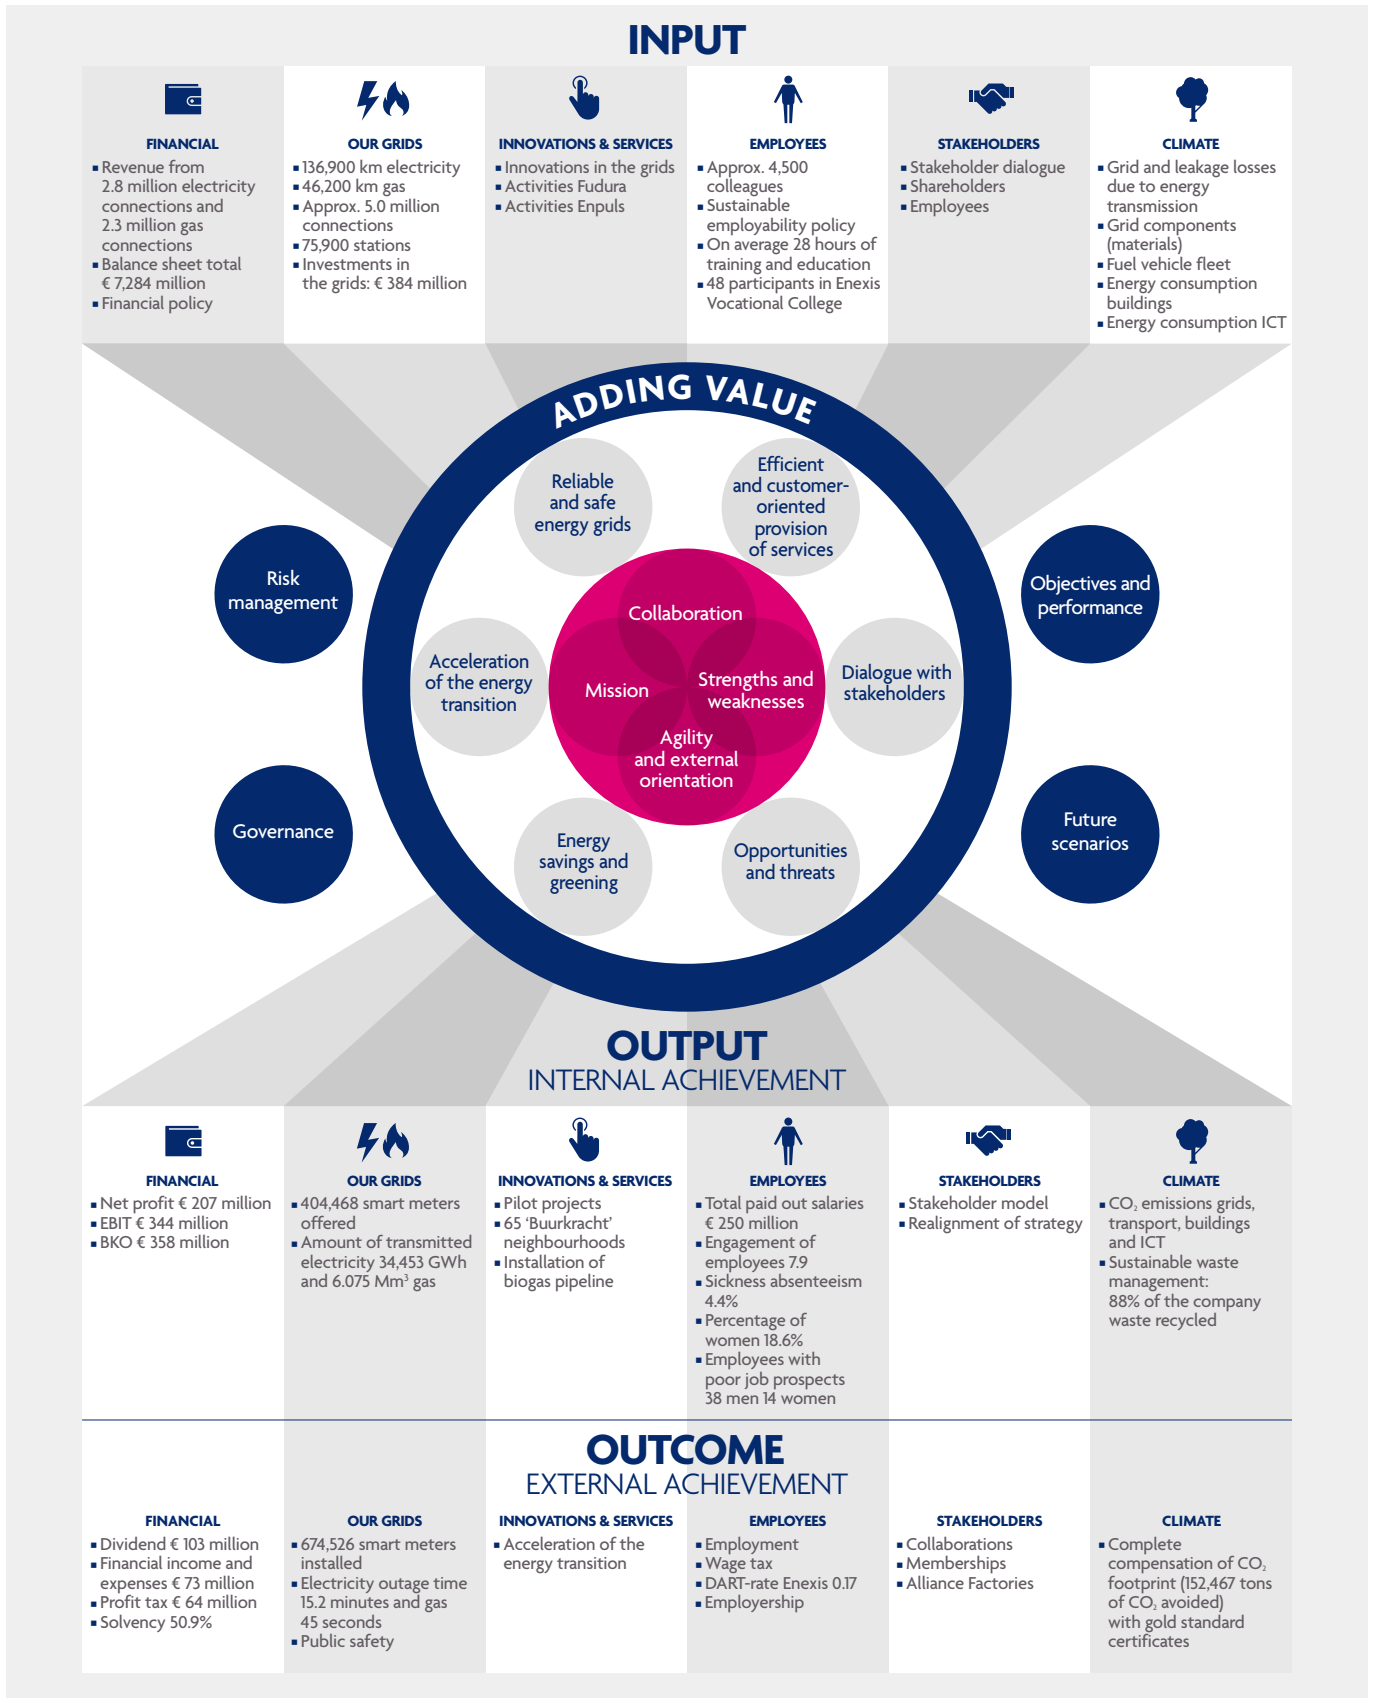 INPUT
FINANCIAL
▪ Revenue from
2.8 million electricity
connections and
2.3 million gas
connections
▪ Balance sheet total
€ 7,284 million
▪ Financial policy
OUR GRIDS
▪ 136,900 km electricity
▪ 46,200 km gas
▪ Approx. 5.0 million
connections
▪ 75,900 stations
▪ Investments in
the grids: € 384 million
INNOVATIONS & SERVICES
▪ Innovations in the grids
▪ Activities Fudura
▪ Activities Enpuls
EMPLOYEES
▪ Approx. 4,500
colleagues
▪ Sustainable
employability policy
▪ On average 28 hours of
training and education
▪ 48 participants in Enexis
Vocational College
STAKEHOLDERS
▪ Stakeholder dialogue
▪ Shareholders
▪ Employees
CLIMATE
▪ Grid and leakage losses
due to energy
transmission
▪ Grid components
(materials)
▪ Fuel vehicle fleet
▪ Energy consumption
buildings
▪ Energy consumption ICT
ADDING VALUE
Reliable
and safe
energy grids
Efficient
and customer-
oriented
provision
of services
Risk
management
Objectives and
performance
Collaboration
Acceleration
of the energy
transition
Mission
Strengths and
weaknesses
Dialogue with
stakeholders
Agility
and external
orientation
Governance
Future
scenarios
Energy
savings and
greening
Opportunities
and threats
OUTPUT
INTERNAL ACHIEVEMENT
FINANCIAL
▪ Net profit € 207 million
▪ EBIT € 344 million
▪ BKO € 358 million
OUR GRIDS
▪ 404,468 smart meters
offered
▪ Amount of transmitted
electricity 34,453 GWh
and 6.075 Mm³ gas
INNOVATIONS & SERVICES
▪ Pilot projects
▪ 65 ‘Buurkracht’
neighbourhoods
▪ Installation of
biogas pipeline
EMPLOYEES
▪ Total paid out salaries
€ 250 million
▪ Engagement of
employees 7.9
▪ Sickness absenteeism
4.4%
▪ Percentage of
women 18.6%
▪ Employees with
poor job prospects
38 men 14 women
STAKEHOLDERS
▪ Stakeholder model
▪ Realignment of strategy
CLIMATE
▪ CO₂ emissions grids,
transport, buildings
and ICT
▪ Sustainable waste
management:
88% of the company
waste recycled
OUTCOME
EXTERNAL ACHIEVEMENT
FINANCIAL
▪ Dividend € 103 million
▪ Financial income and
expenses € 73 million
▪ Profit tax € 64 million
▪ Solvency 50.9%
OUR GRIDS
▪ 674,526 smart meters
installed
▪ Electricity outage time
15.2 minutes and gas
45 seconds
▪ Public safety
INNOVATIONS & SERVICES
▪ Acceleration of the
energy transition
EMPLOYEES
▪ Employment
▪ Wage tax
▪ DART-rate Enexis 0.17
▪ Employership
STAKEHOLDERS
▪ Collaborations
▪ Memberships
▪ Alliance Factories
CLIMATE
▪ Complete
compensation of CO₂
footprint (152,467 tons
of CO₂ avoided)
with gold standard
certificates